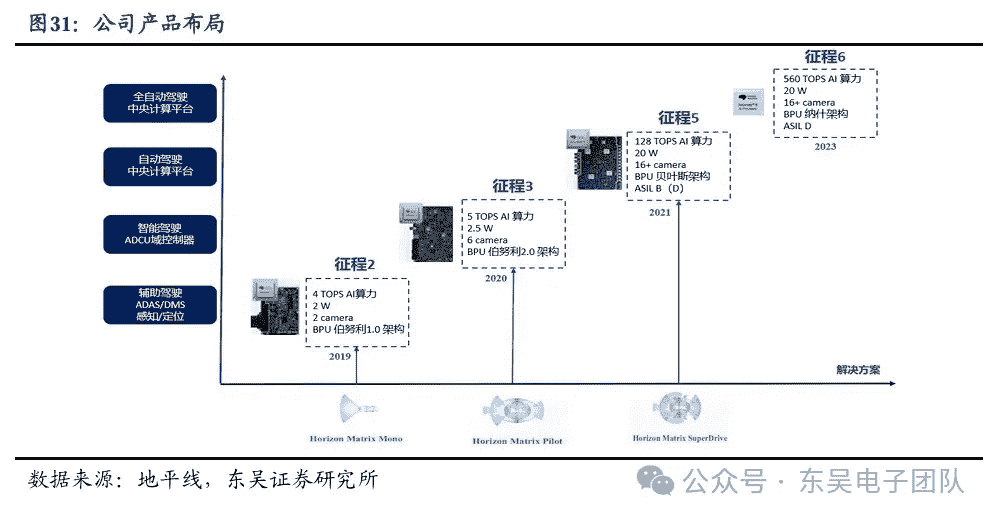 图31：公司产品布局
全自动驾驶
中央计算平台
自动驾驶
中央计算平台
智能驾驶
ADCU域控制器
辅助驾驶
ADAS/DMS
感知/定位
征程2
4 TOPS AI算力
2 W
2 camera
BPU 伯努利1.0 架构
2019
征程3
5 TOPS AI 算力
2.5 W
6 camera
BPU 伯努利2.0 架构
2020
征程5
128 TOPS AI 算力
20 W
16+ camera
BPU 贝叶斯架构
ASIL B（D）
2021
征程6
560 TOPS AI 算力
20 W
16+ camera
BPU 纳什架构
ASIL D
2023
解决方案
Horizon Matrix Mono
Horizon Matrix Pilot
Horizon Matrix SuperDrive
数据来源：地平线，东吴证券研究所
公众号 · 东吴电子团队